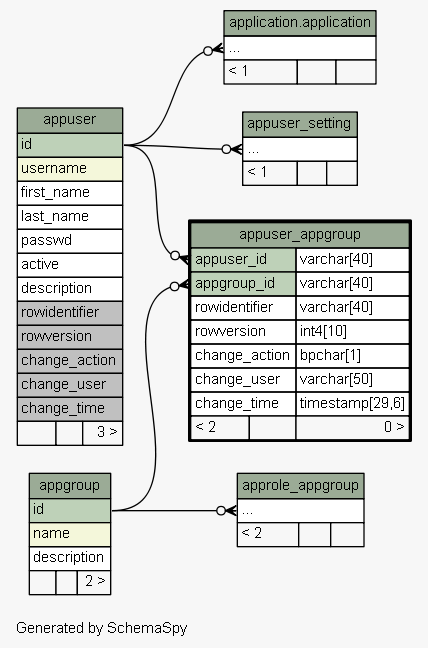 application.application
...
< 1
appuser_setting
...
< 1
appuser
id
username
first_name
last_name
passwd
active
description
rowidentifier
rowversion
change_action
change_user
change_time
3 >
appuser_appgroup
appuser_id varchar[40]
appgroup_id varchar[40]
rowidentifier varchar[40]
rowversion int4[10]
change_action bpchar[1]
change_user varchar[50]
change_time timestamp[29,6]
< 2 0 >
appgroup
id
name
description
2 >
approle_appgroup
...
< 2
Generated by SchemaSpy